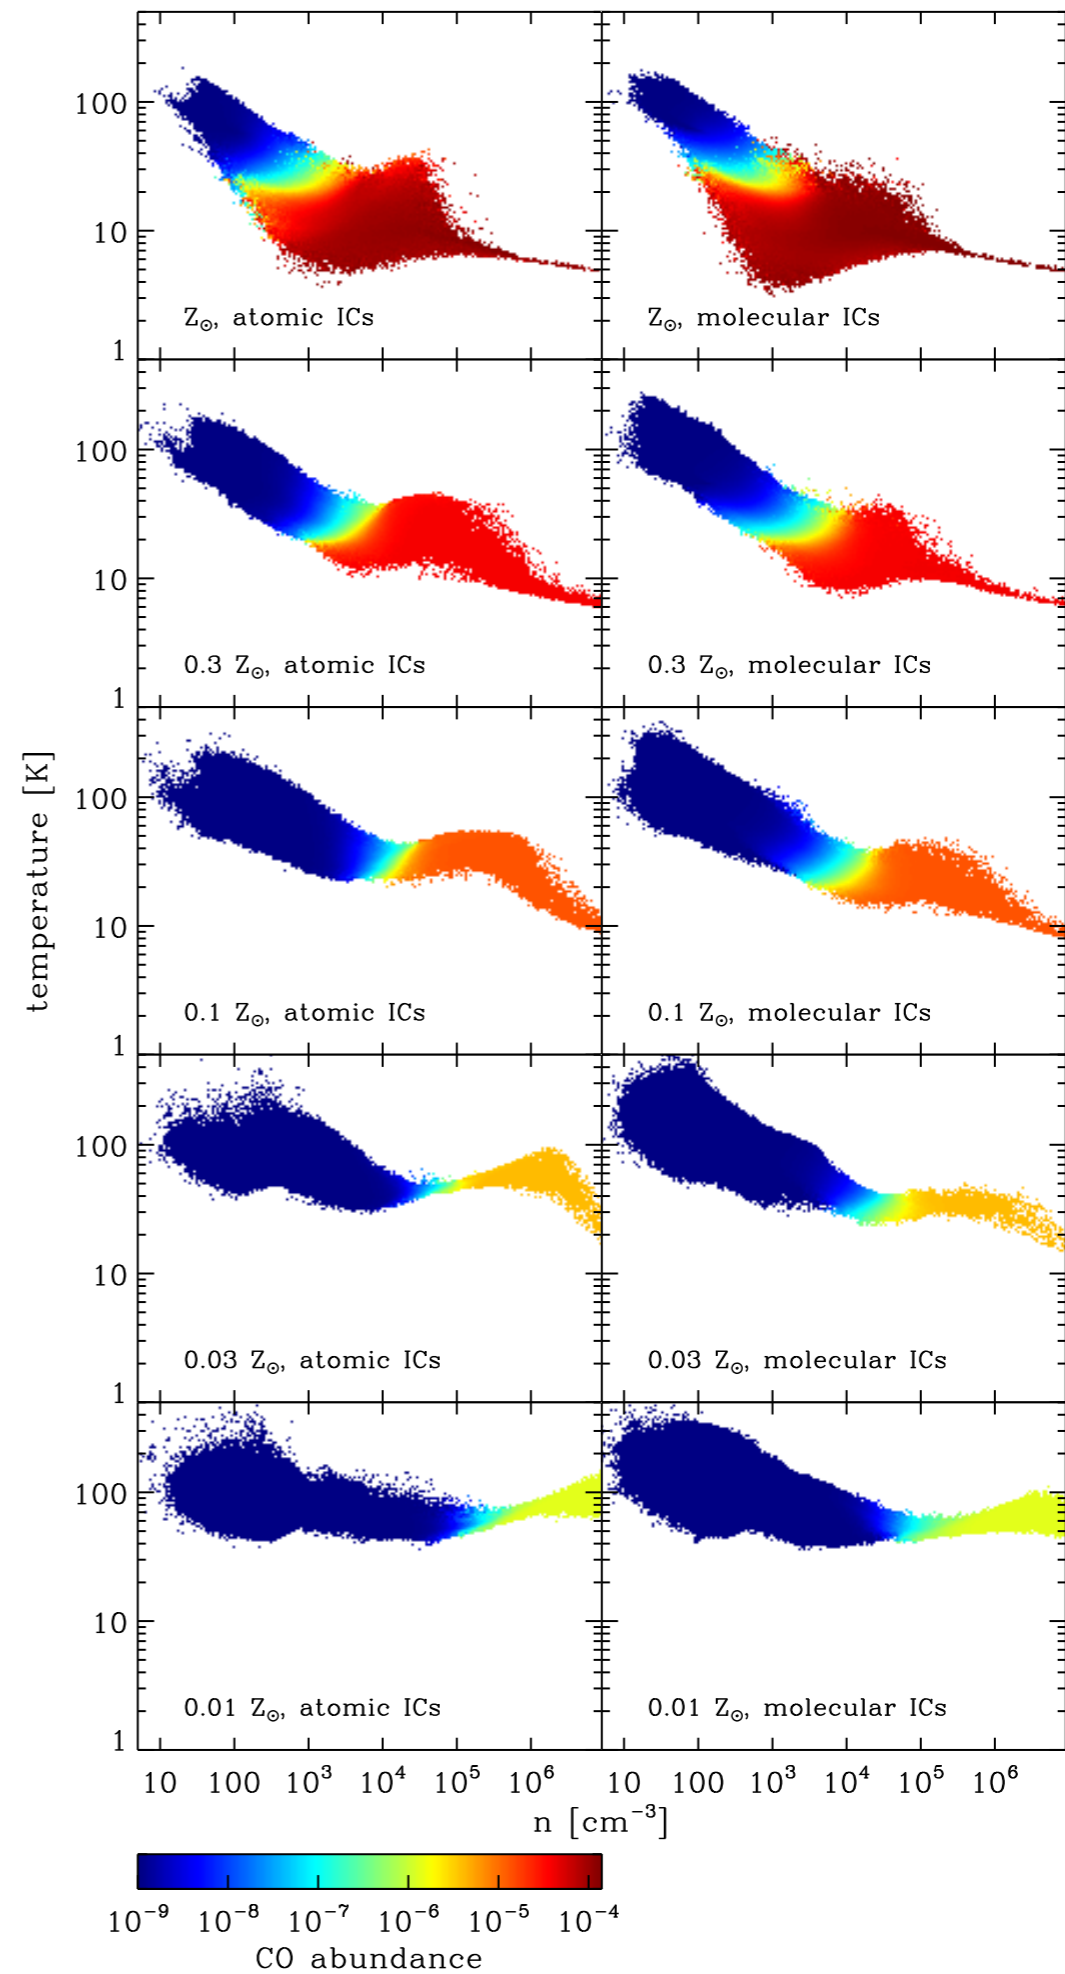 100
10
1
Z☉, atomic ICs
Z☉, molecular ICs
100
10
1
0.3 Z☉, atomic ICs
0.3 Z☉, molecular ICs
100
10
1
0.1 Z☉, atomic ICs
0.1 Z☉, molecular ICs
temperature [K]
100
10
1
0.03 Z☉, atomic ICs
0.03 Z☉, molecular ICs
100
10
1
0.01 Z☉, atomic ICs
0.01 Z☉, molecular ICs
10 100 10³ 10⁴ 10⁵ 10⁶ 10 100 10³ 10⁴ 10⁵ 10⁶
n [cm⁻³]
10⁻⁹ 10⁻⁸ 10⁻⁷ 10⁻⁶ 10⁻⁵ 10⁻⁴
CO abundance